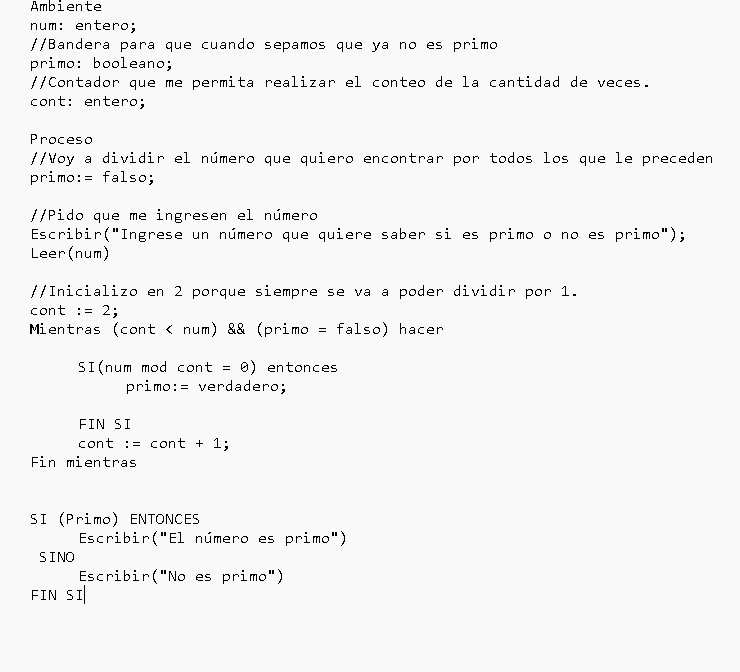 Ambiente
num: entero;
//Bandera para que cuando sepamos que ya no es primo
primo: booleano;
//Contador que me permita realizar el conteo de la cantidad de veces.
cont: entero;
Proceso
//Voy a dividir el número que quiero encontrar por todos los que le preceden
primo:= falso;
//Pido que me ingresen el número
Escribir("Ingrese un número que quiere saber si es primo o no es primo");
Leer(num)
//Inicializo en 2 porque siempre se va a poder dividir por 1.
cont := 2;
Mientras (cont < num) && (primo = falso) hacer
SI(num mod cont = 0) entonces
primo:= verdadero;
FIN SI
cont := cont + 1;
Fin mientras
SI (Primo) ENTONCES
Escribir("El número es primo")
SINO
Escribir("No es primo")
FIN SI